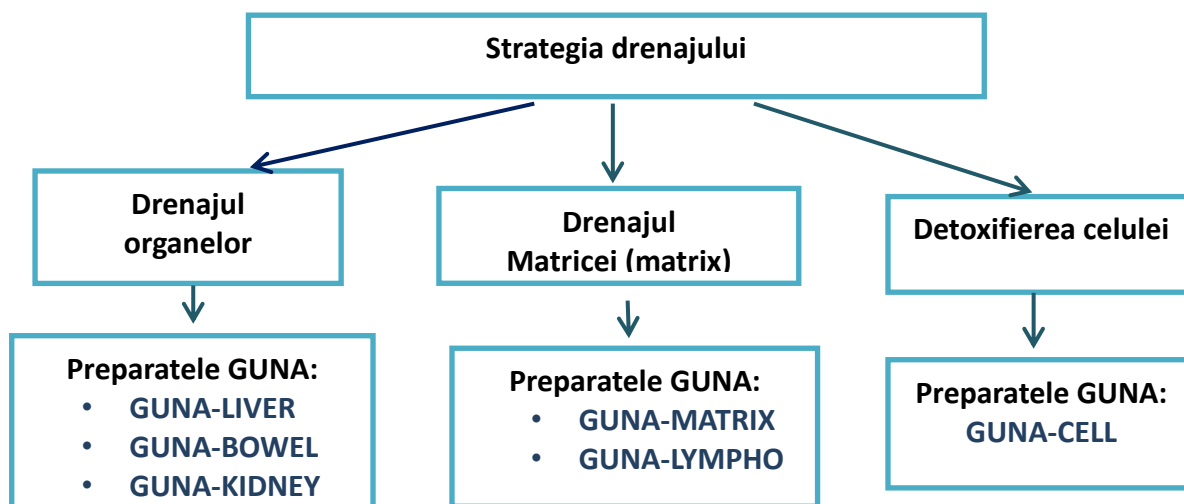 Strategia drenajului
Drenajul
organelor
Drenajul
Matricei (matrix)
Detoxifierea celulei
Preparatele GUNA:
• GUNA-LIVER
• GUNA-BOWEL
• GUNA-KIDNEY
Preparatele GUNA:
• GUNA-MATRIX
• GUNA-LYMPHO
Preparatele GUNA:
GUNA-CELL